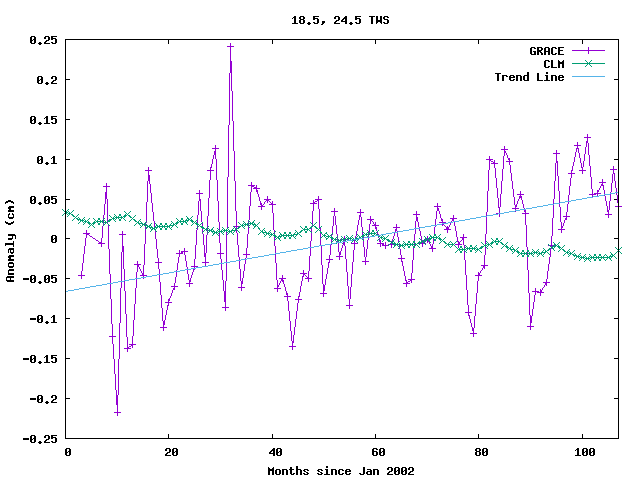 18.5, 24.5 TWS
GRACE
CLM
Trend Line
0.25
0.2
0.15
0.1
0.05
0
-0.05
-0.1
-0.15
-0.2
-0.25
Anomaly (cm)
0 20 40 60 80 100
Months since Jan 2002